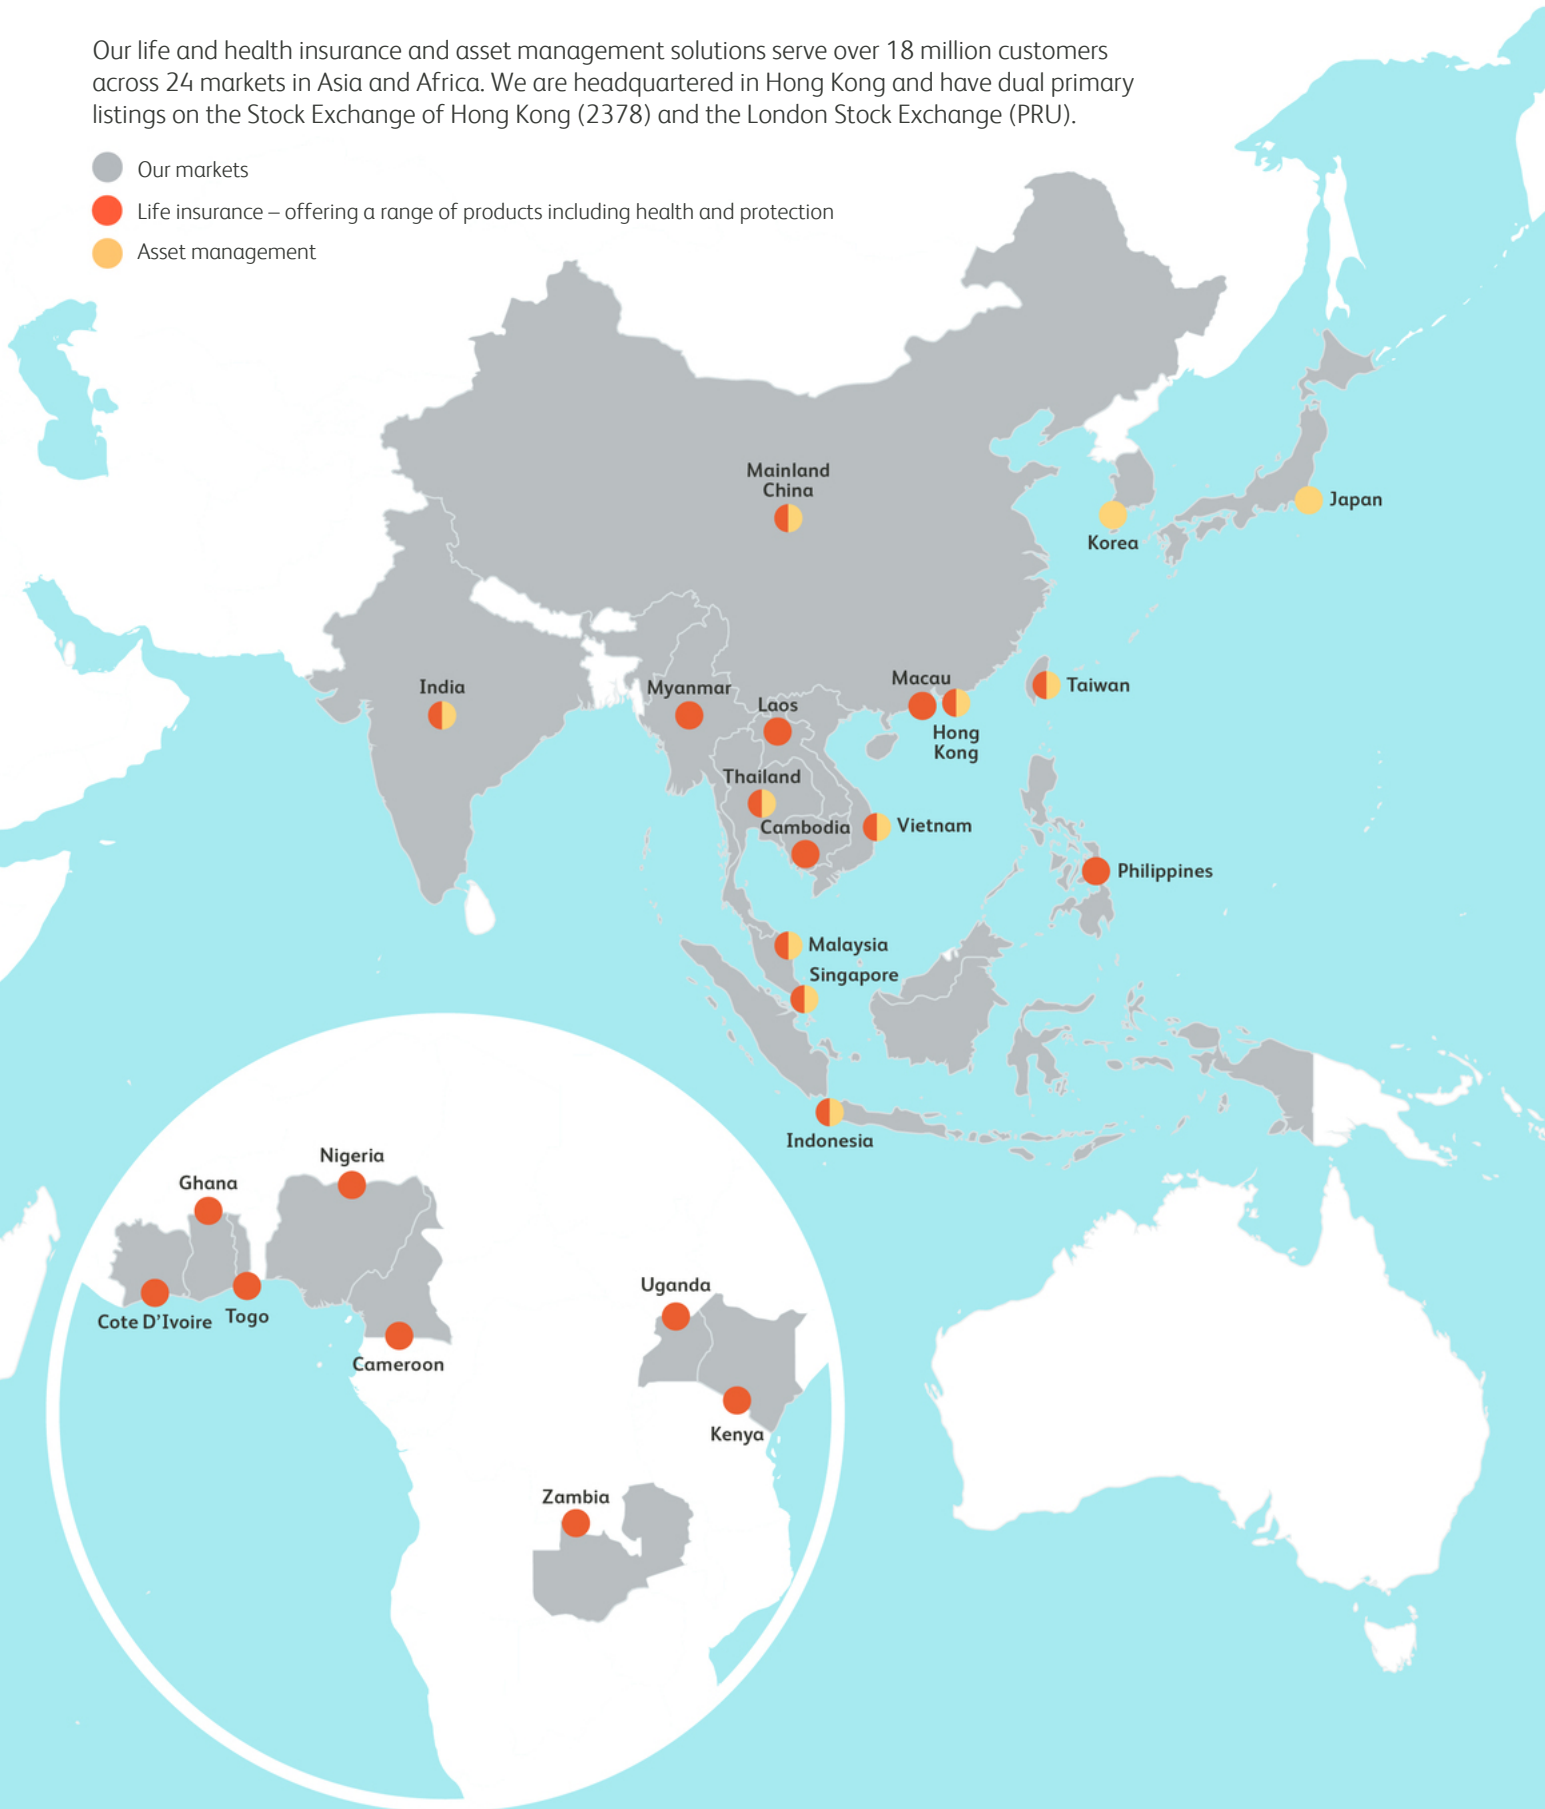 Our life and health insurance and asset management solutions serve over 18 million customers
across 24 markets in Asia and Africa. We are headquartered in Hong Kong and have dual primary
listings on the Stock Exchange of Hong Kong (2378) and the London Stock Exchange (PRU).
Our markets
Life insurance – offering a range of products including health and protection
Asset management
Mainland
China
Japan
Korea
India
Myanmar
Laos
Macau
Hong
Kong
Taiwan
Thailand
Cambodia
Vietnam
Philippines
Malaysia
Singapore
Indonesia
Nigeria
Ghana
Cote D'Ivoire
Togo
Cameroon
Uganda
Kenya
Zambia